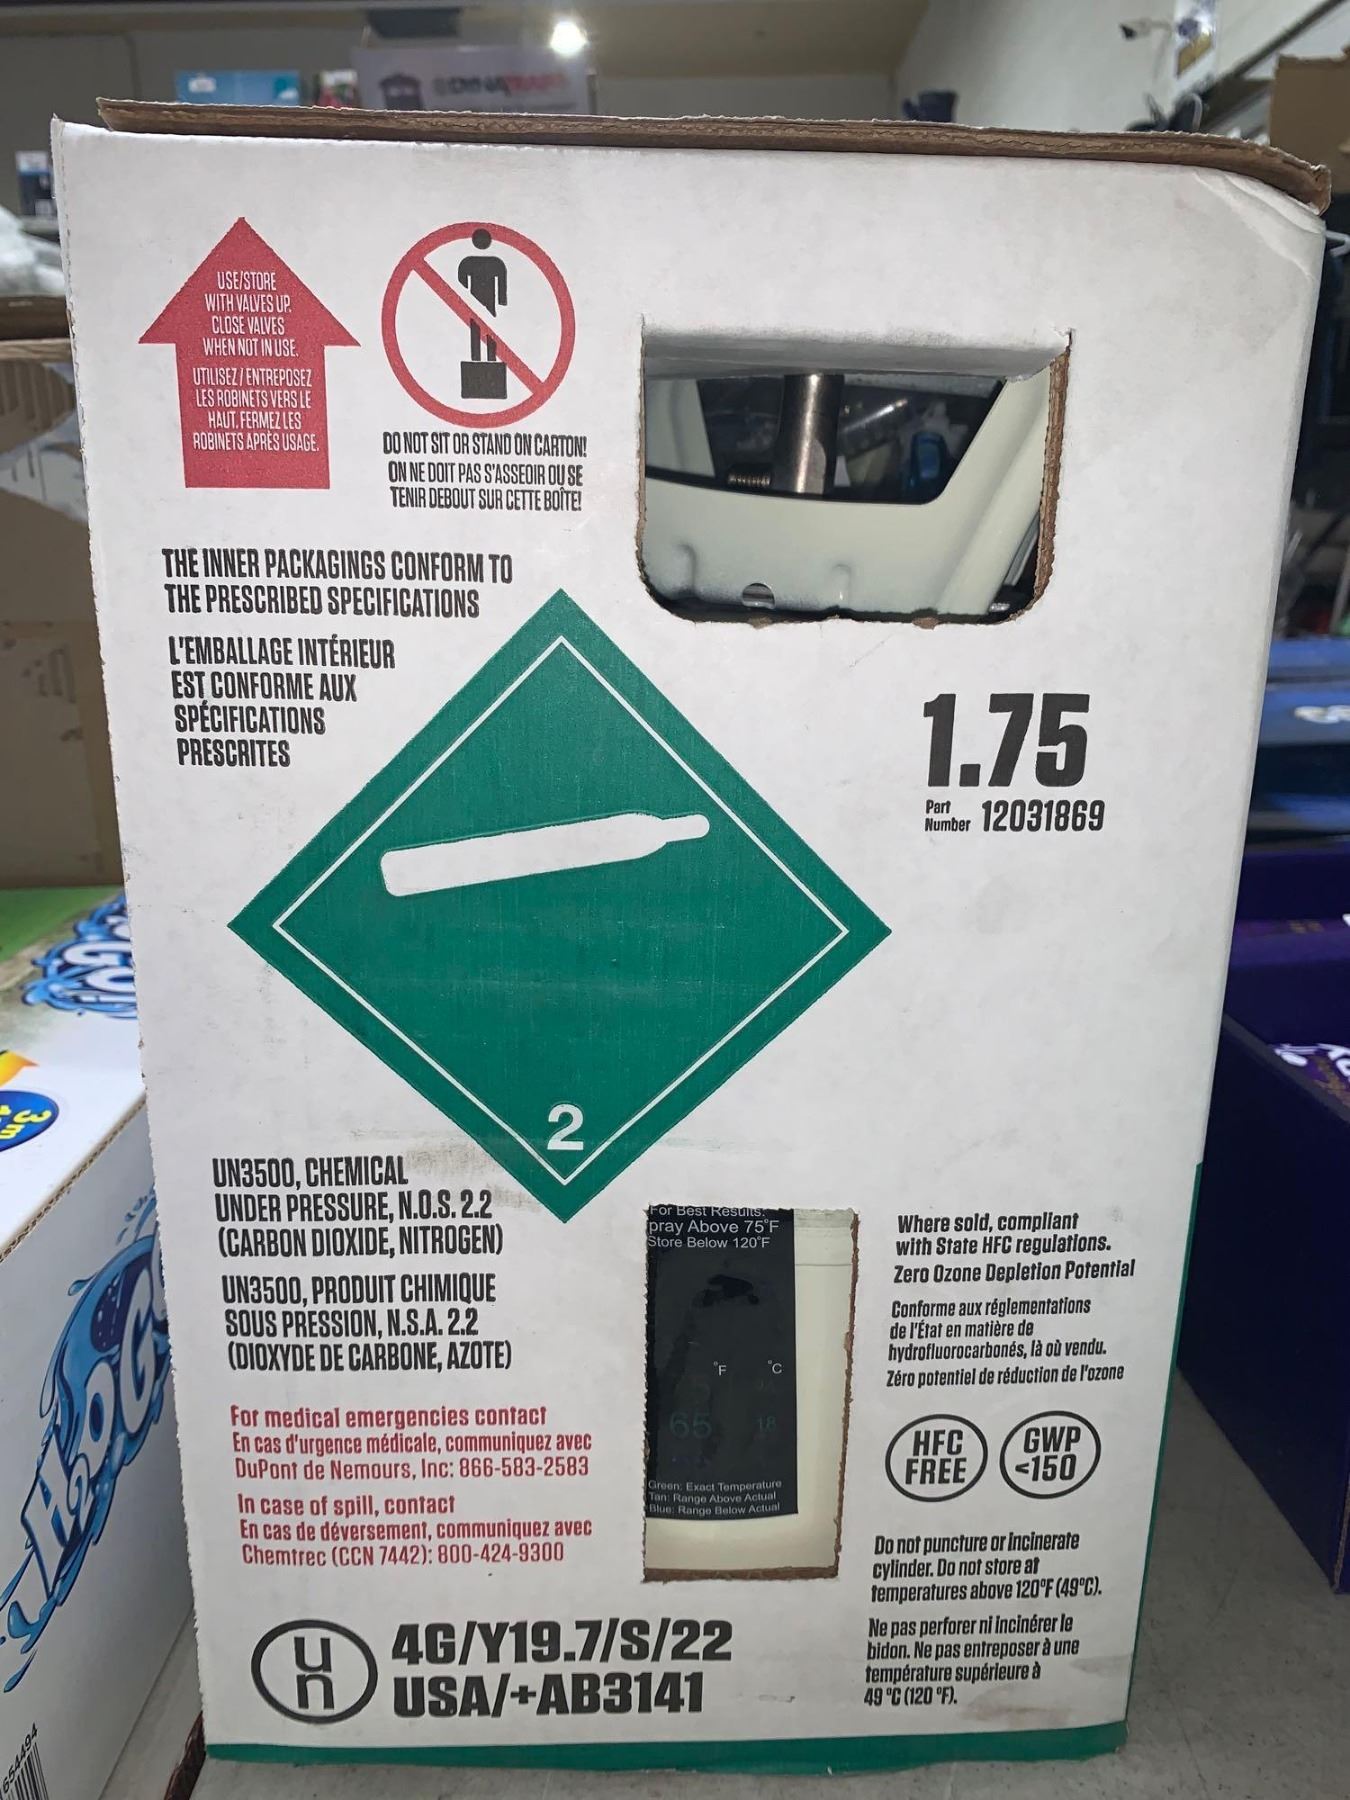 USE/STORE
WITH VALVES UP.
CLOSE VALVES
WHEN NOT IN USE.
UTILISEZ / ENTREPOSEZ
LES ROBINETS VERS LE
HAUT. FERMEZ LES
ROBINETS APRÈS USAGE.
DO NOT SIT OR STAND ON CARTON!
ON NE DOIT PAS S'ASSEOIR OU SE
TENIR DEBOUT SUR CETTE BOÎTE!
THE INNER PACKAGINGS CONFORM TO
THE PRESCRIBED SPECIFICATIONS
L'EMBALLAGE INTÉRIEUR
EST CONFORME AUX
SPÉCIFICATIONS
PRESCRITES
1.75
Part
Number 12031869
2
UN3500, CHEMICAL
UNDER PRESSURE, N.O.S. 2.2
(CARBON DIOXIDE, NITROGEN)
UN3500, PRODUIT CHIMIQUE
SOUS PRESSION, N.S.A. 2.2
(DIOXYDE DE CARBONE, AZOTE)
For medical emergencies contact
En cas d'urgence médicale, communiquez avec
DuPont de Nemours, Inc: 866-583-2583
In case of spill, contact
En cas de déversement, communiquez avec
Chemtrec (CCN 7442): 800-424-9300
For Best Results:
pray Above 75°F
Store Below 120°F
°F °C
65 18
Green: Exact Temperature
Tan: Range Above Actual
Blue: Range Below Actual
Where sold, compliant
with State HFC regulations.
Zero Ozone Depletion Potential
Conforme aux réglementations
de l'État en matière de
hydrofluorocarbonés, là où vendu.
Zéro potentiel de réduction de l'ozone
HFC
FREE
GWP
<150
Do not puncture or incinerate
cylinder. Do not store at
temperatures above 120°F (49°C).
Ne pas perforer ni incinérer le
bidon. Ne pas entreposer à une
température supérieure à
49 °C (120 °F).
un
4G/Y19.7/S/22
USA/+AB3141
H2OG
3m
654494